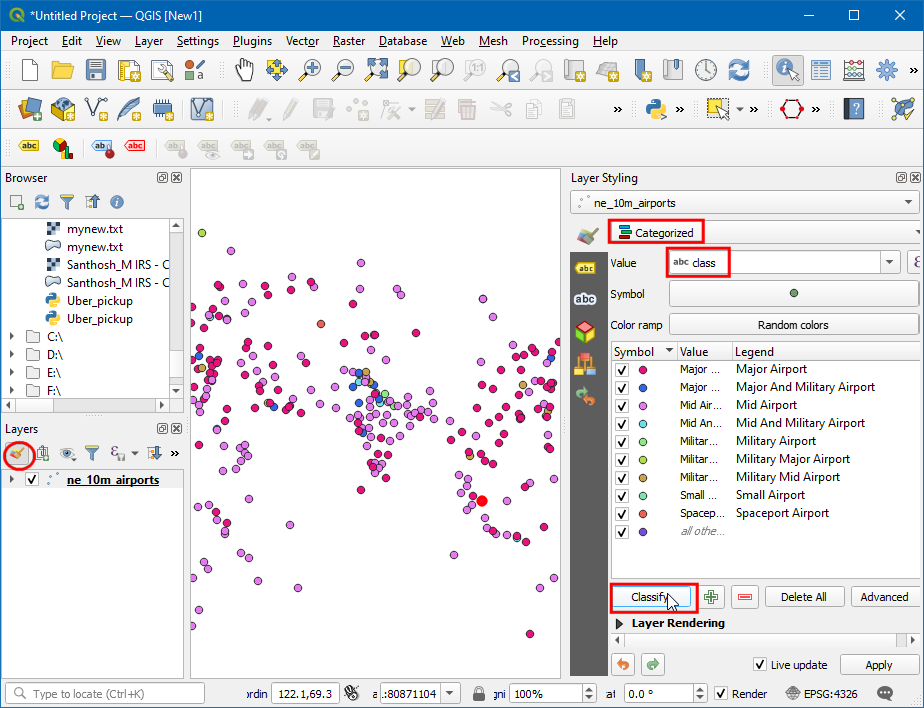 *Untitled Project — QGIS [New1]
Project Edit View Layer Settings Plugins Vector Raster Database Web Mesh Processing Help
abc abc ab abc
Browser
mynew.txt
mynew.txt
Santhosh_M IRS - C
Santhosh_M IRS - C
Uber_pickup
Uber_pickup
C:\
D:\
E:\
F:\
Layers
ne_10m_airports
Layer Styling
ne_10m_airports
Categorized
Value abc class
Symbol
Color ramp Random colors
Symbol Value Legend
Major ... Major Airport
Major ... Major And Military Airport
Mid Air... Mid Airport
Mid An... Mid And Military Airport
Militar... Military Airport
Militar... Military Major Airport
Militar... Military Mid Airport
Small ... Small Airport
Spacep... Spaceport Airport
all othe...
Classify Delete All Advanced
Layer Rendering
Live update Apply
Type to locate (Ctrl+K) ordin 122.1,69.3 a .:80871104 gni 100% at 0.0 ° Render EPSG:4326